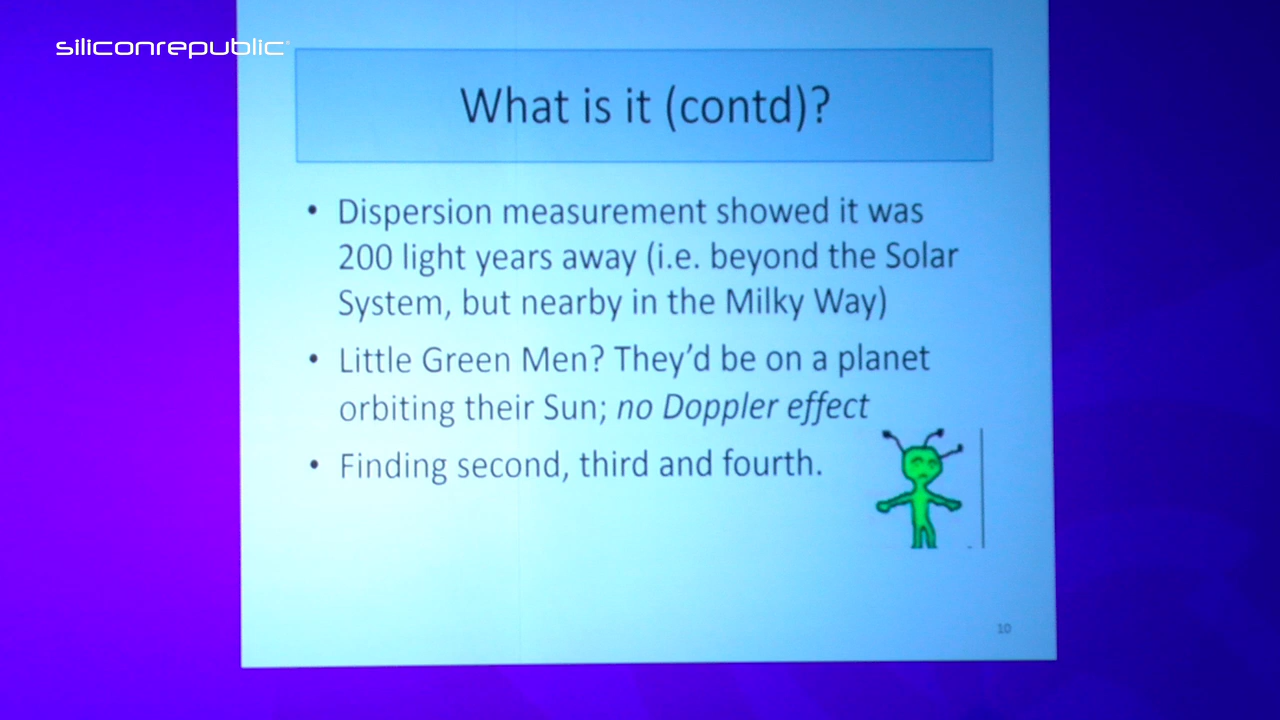 siliconrepublic
What is it (contd)?
• Dispersion measurement showed it was
200 light years away (i.e. beyond the Solar
System, but nearby in the Milky Way)
• Little Green Men? They'd be on a planet
orbiting their Sun; no Doppler effect
• Finding second, third and fourth.
10